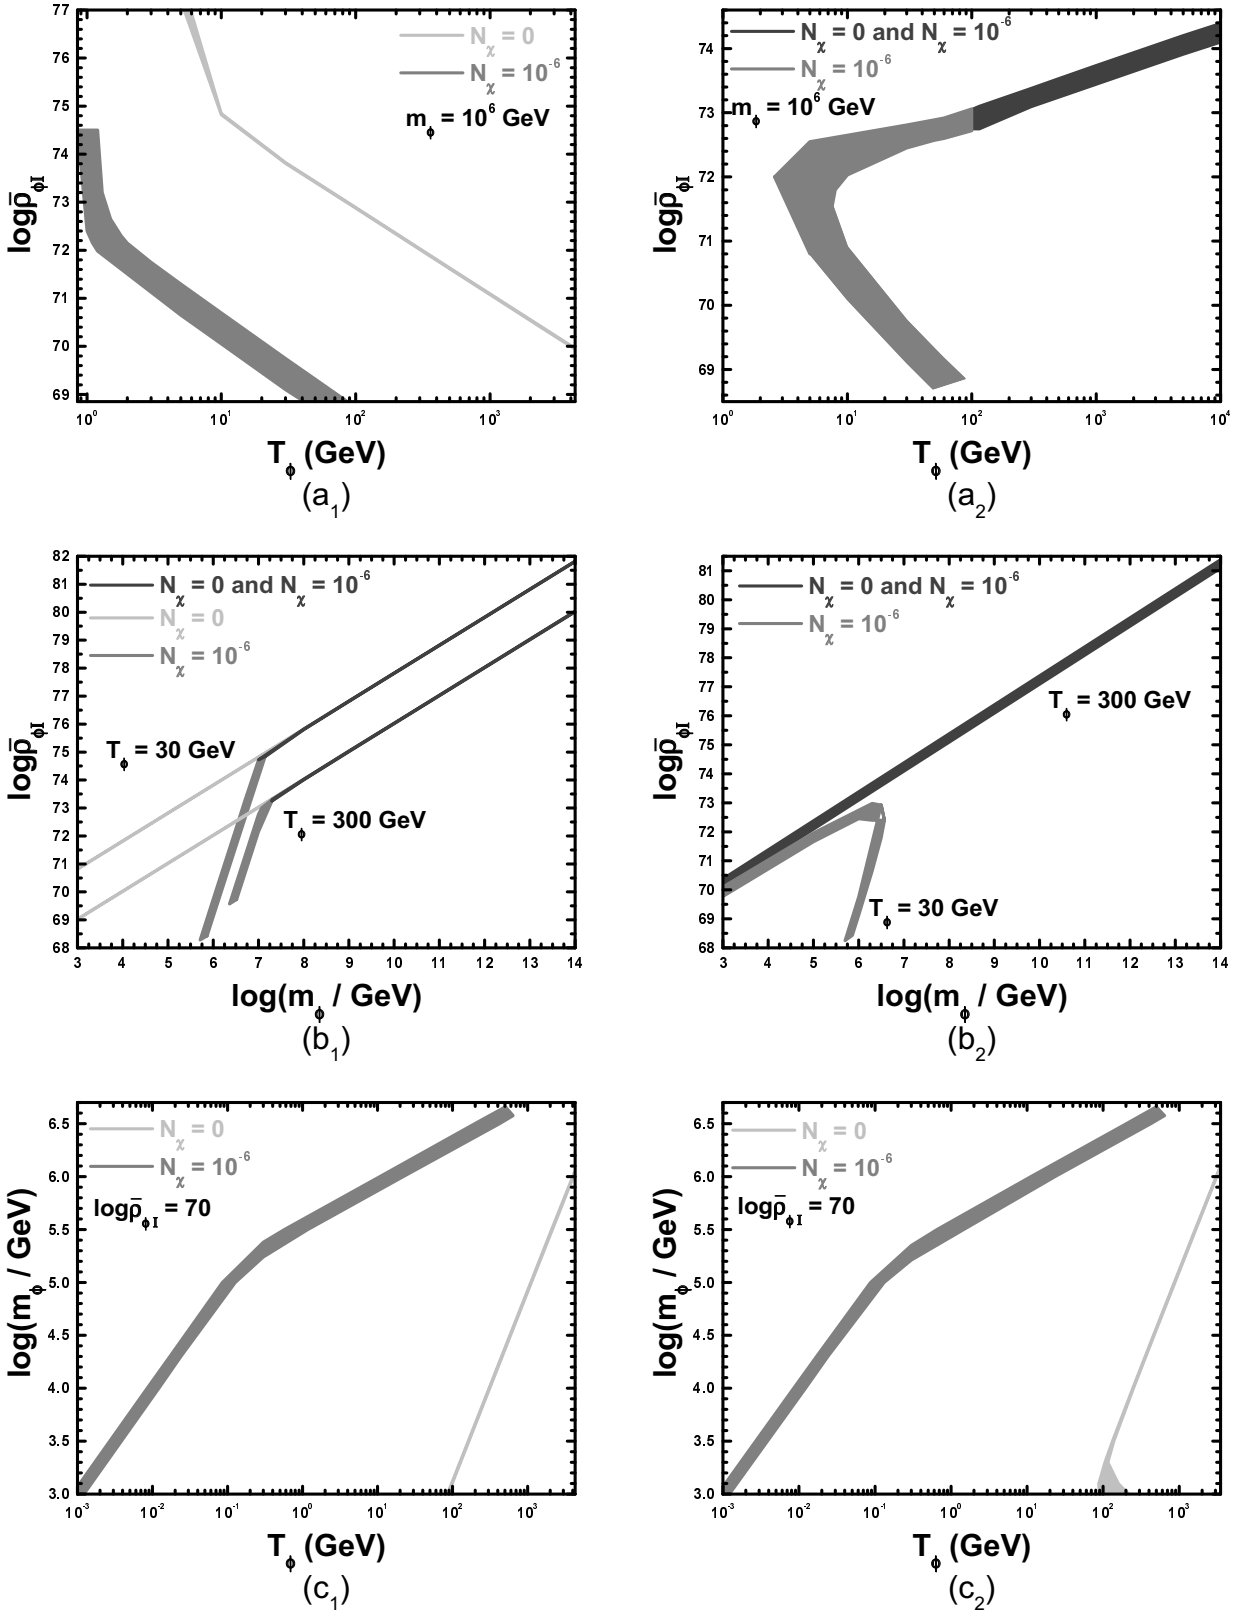 77
76
75
74
73
72
71
70
69
logρ̄_ϕI
N_χ = 0
N_χ = 10^-6
m_ϕ = 10^6 GeV
10^0 10^1 10^2 10^3
T_ϕ (GeV)
(a_1)
74
73
72
71
70
69
logρ̄_ϕI
N_χ = 0 and N_χ = 10^-6
N_χ = 10^-6
m_ϕ = 10^6 GeV
10^0 10^1 10^2 10^3 10^4
T_ϕ (GeV)
(a_2)
82
81
80
79
78
77
76
75
74
73
72
71
70
69
68
logρ̄_ϕI
N_χ = 0 and N_χ = 10^-6
N_χ = 0
N_χ = 10^-6
T_ϕ = 30 GeV
T_ϕ = 300 GeV
3 4 5 6 7 8 9 10 11 12 13 14
log(m_ϕ / GeV)
(b_1)
81
80
79
78
77
76
75
74
73
72
71
70
69
68
logρ̄_ϕI
N_χ = 0 and N_χ = 10^-6
N_χ = 10^-6
T_ϕ = 300 GeV
T_ϕ = 30 GeV
3 4 5 6 7 8 9 10 11 12 13 14
log(m_ϕ / GeV)
(b_2)
6.5
6.0
5.5
5.0
4.5
4.0
3.5
3.0
log(m_ϕ / GeV)
N_χ = 0
N_χ = 10^-6
logρ̄_ϕI = 70
10^-3 10^-2 10^-1 10^0 10^1 10^2 10^3
T_ϕ (GeV)
(c_1)
6.5
6.0
5.5
5.0
4.5
4.0
3.5
3.0
log(m_ϕ / GeV)
N_χ = 0
N_χ = 10^-6
logρ̄_ϕI = 70
10^-3 10^-2 10^-1 10^0 10^1 10^2 10^3
T_ϕ (GeV)
(c_2)